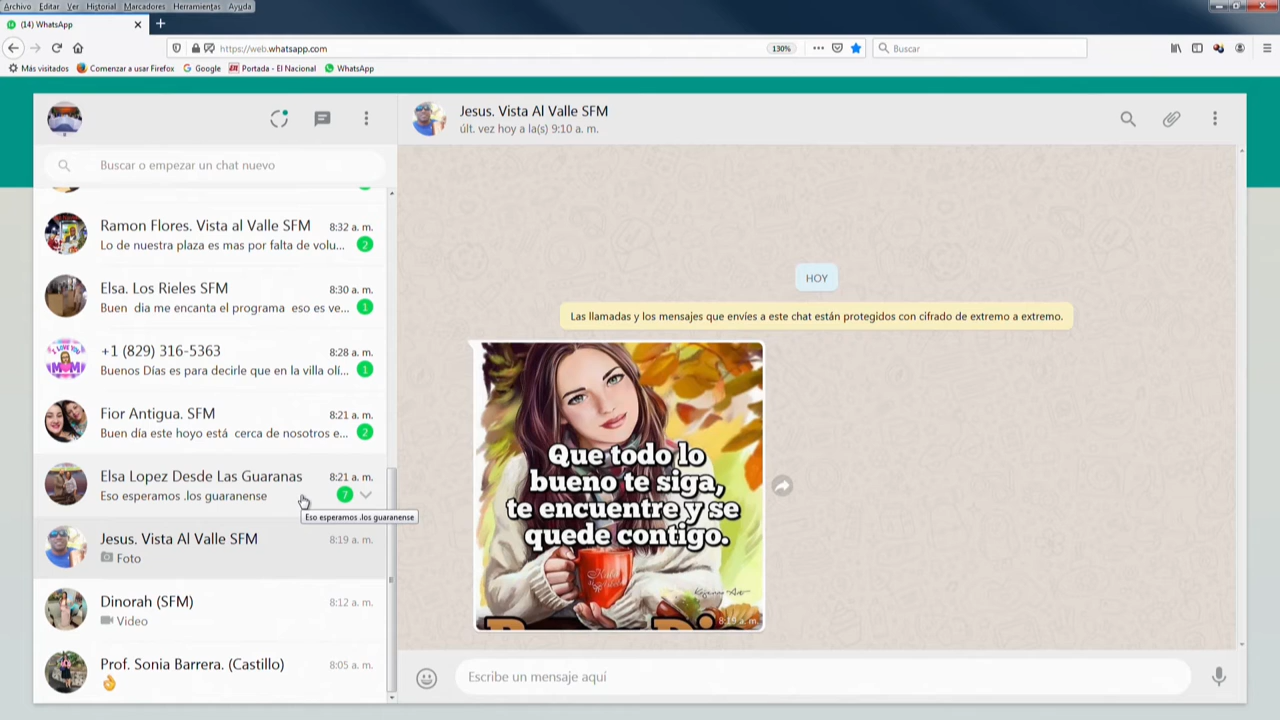 Archivo Editar Ver Historial Marcadores Herramientas Ayuda
(14) WhatsApp
https://web.whatsapp.com
130%
Buscar
Más visitados Comenzar a usar Firefox Google Portada - El Nacional WhatsApp
Jesus. Vista Al Valle SFM
últ. vez hoy a la(s) 9:10 a. m.
Buscar o empezar un chat nuevo
Ramon Flores. Vista al Valle SFM 8:32 a. m.
Lo de nuestra plaza es mas por falta de volu... 2
Elsa. Los Rieles SFM 8:30 a. m.
Buen dia me encanta el programa eso es ve... 1
+1 (829) 316-5363 8:28 a. m.
Buenos Días es para decirle que en la villa olí... 1
Fior Antigua. SFM 8:21 a. m.
Buen día este hoyo está cerca de nosotros e... 2
Elsa Lopez Desde Las Guaranas 8:21 a. m.
Eso esperamos .los guaranense 7
Eso esperamos .los guaranense
Jesus. Vista Al Valle SFM 8:19 a. m.
Foto
Dinorah (SFM) 8:12 a. m.
Video
Prof. Sonia Barrera. (Castillo) 8:05 a. m.
👌
HOY
Las llamadas y los mensajes que envíes a este chat están protegidos con cifrado de extremo a extremo.
Que todo lo
bueno te siga,
te encuentre y se
quede contigo.
8:19 a. m.
Escribe un mensaje aquí